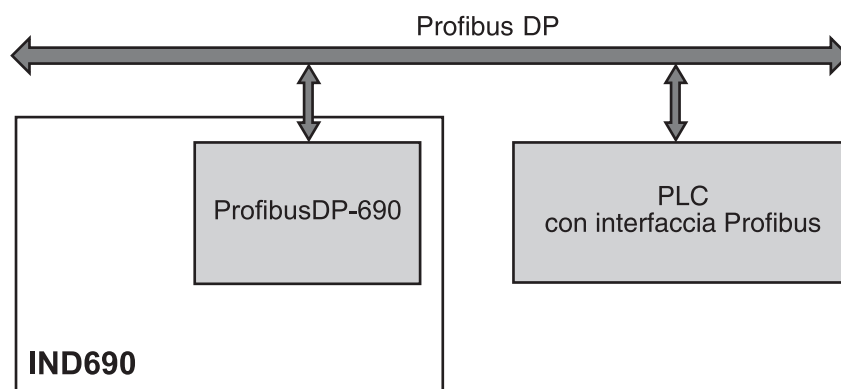 Profibus DP
ProfibusDP-690
PLC
con interfaccia Profibus
IND690